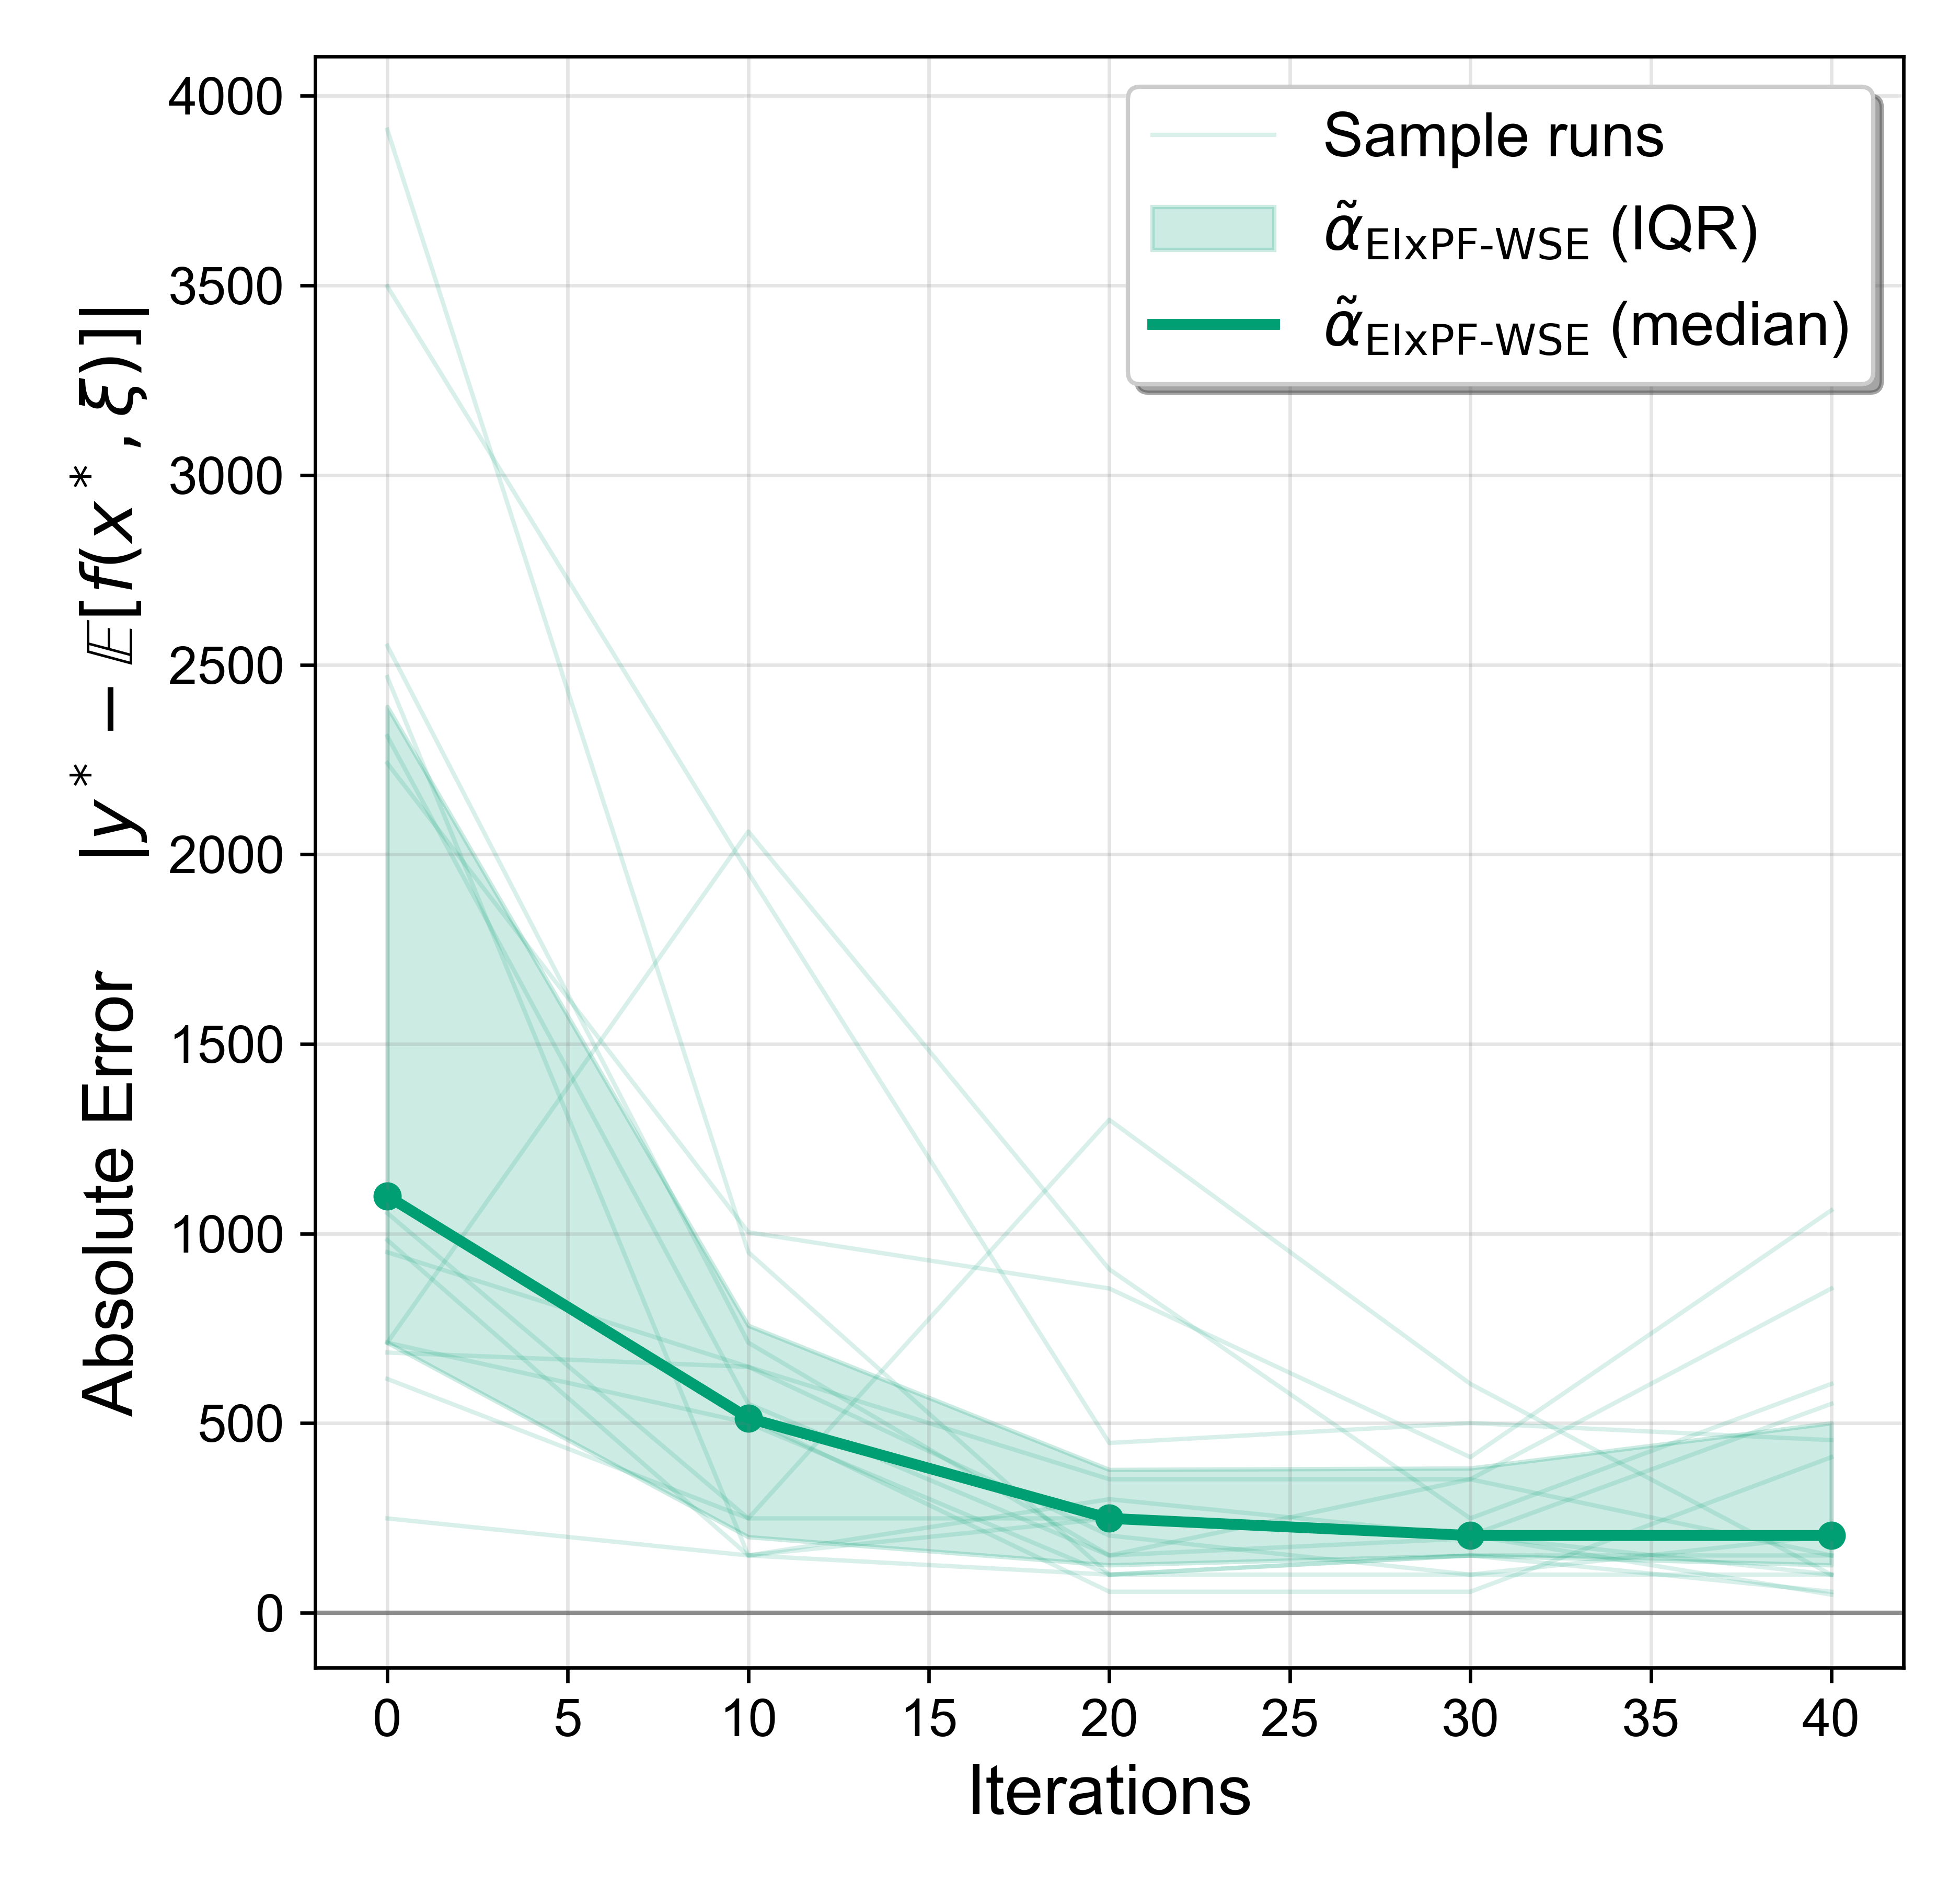 4000
3500
3000
2500
2000
1500
1000
500
0
Absolute Error |y* − 𝔼[f(x*, ξ)]|
Sample runs
α̃EIxPF-WSE (IQR)
α̃EIxPF-WSE (median)
0 5 10 15 20 25 30 35 40
Iterations